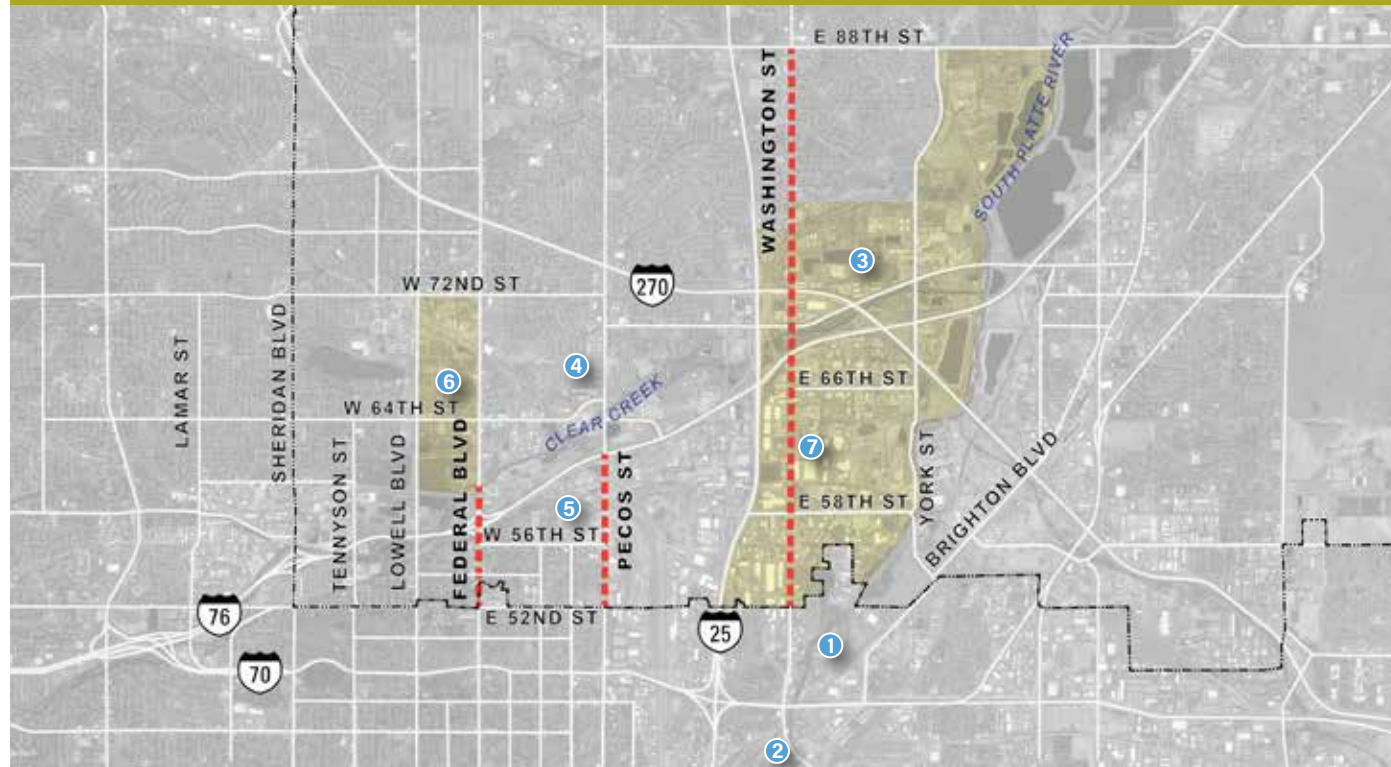 E 88TH ST
WASHINGTON ST
SOUTH PLATTE RIVER
3
W 72ND ST
270
LAMAR ST
SHERIDAN BLVD
6
4
E 66TH ST
W 64TH ST
CLEAR CREEK
TENNYSON ST
LOWELL BLVD
FEDERAL BLVD
7
5
PECOS ST
E 58TH ST
YORK ST
BRIGHTON BLVD
W 56TH ST
76
E 52ND ST
25
1
70
2